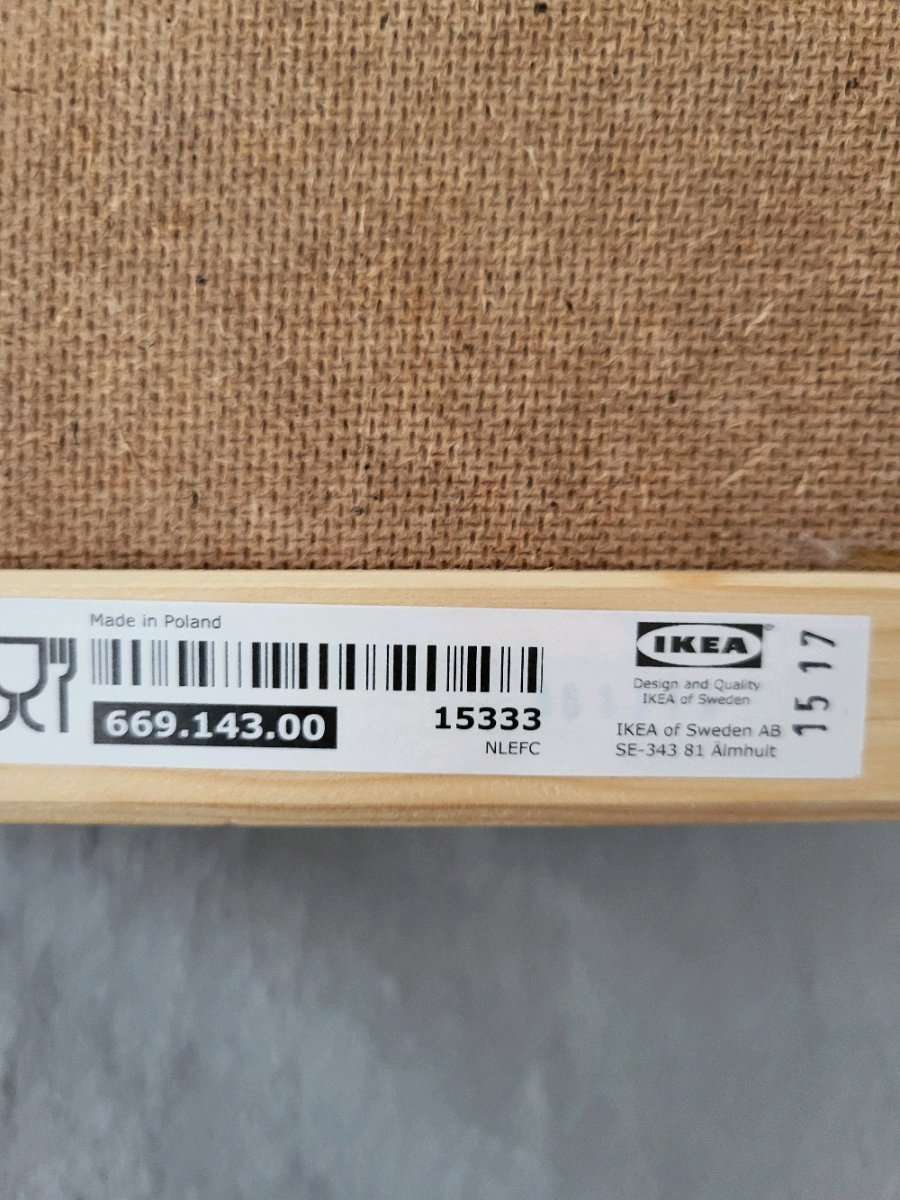 Made in Poland
669.143.00
15333
NLEFC
IKEA®
Design and Quality
IKEA of Sweden
IKEA of Sweden AB
SE-343 81 Älmhult
15 17